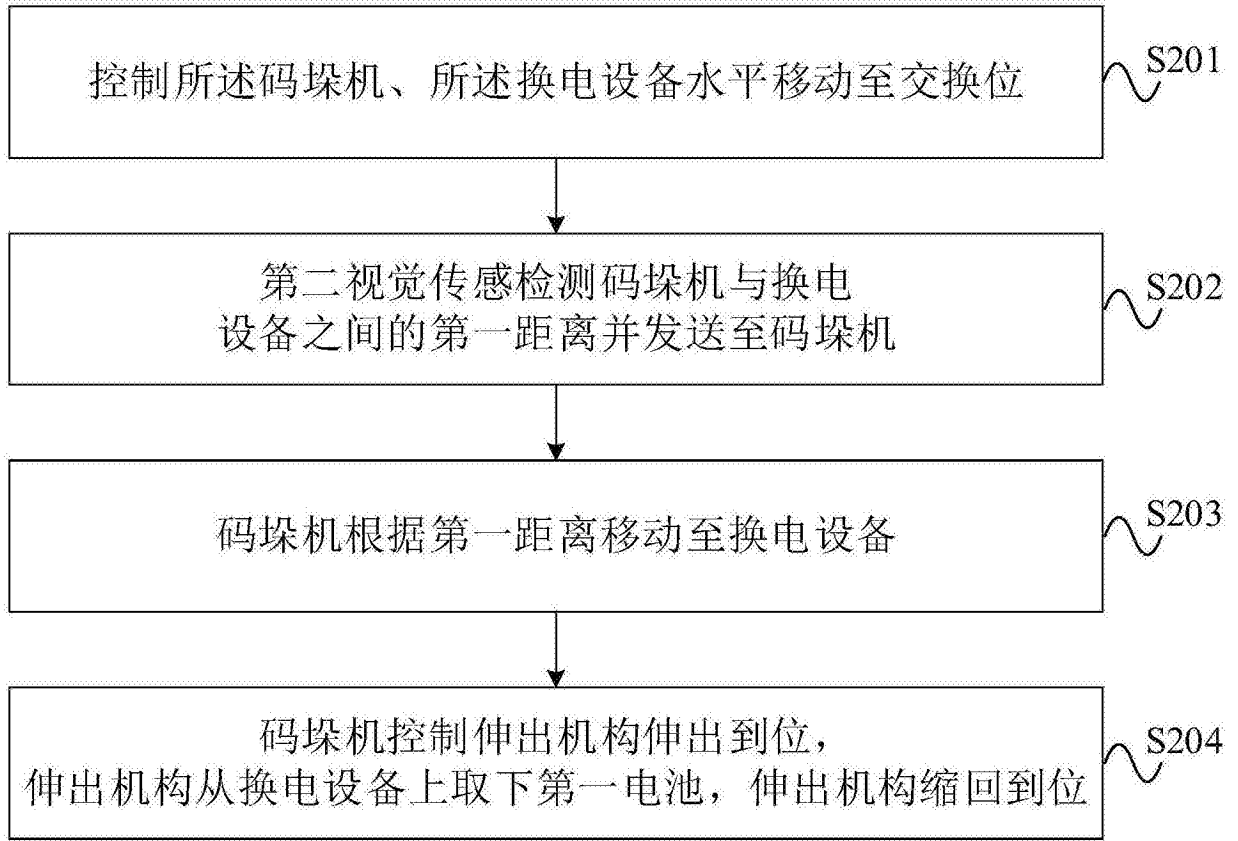 控制所述码垛机、所述换电设备水平移动至交换位
S201
第二视觉传感检测码垛机与换电
设备之间的第一距离并发送至码垛机
S202
码垛机根据第一距离移动至换电设备
S203
码垛机控制伸出机构伸出到位，
伸出机构从换电设备上取下第一电池，伸出机构缩回到位
S204